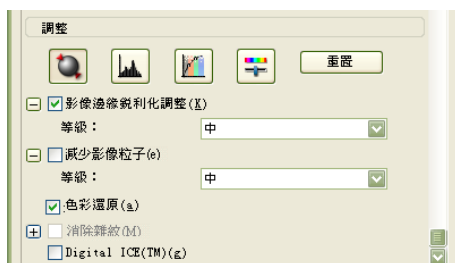 調整
重置
影像邊緣銳利化調整(X)
等級：
中
減少影像粒子(e)
等級：
中
色彩還原(a)
消除雜紋(M)
Digital ICE(TM)(g)